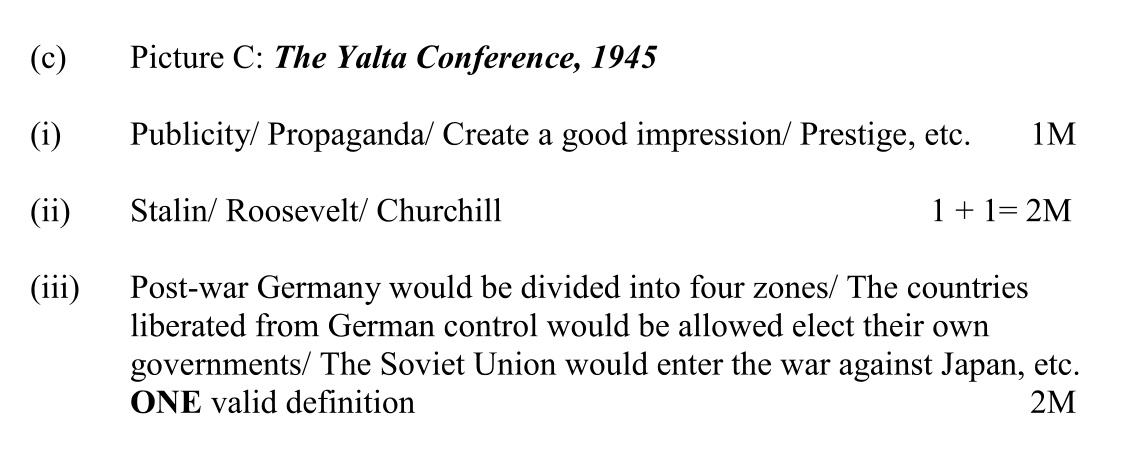 (c) Picture C: The Yalta Conference, 1945
(i) Publicity/ Propaganda/ Create a good impression/ Prestige, etc. 1M
(ii) Stalin/ Roosevelt/ Churchill 1 + 1= 2M
(iii) Post-war Germany would be divided into four zones/ The countries
liberated from German control would be allowed elect their own
governments/ The Soviet Union would enter the war against Japan, etc.
ONE valid definition 2M